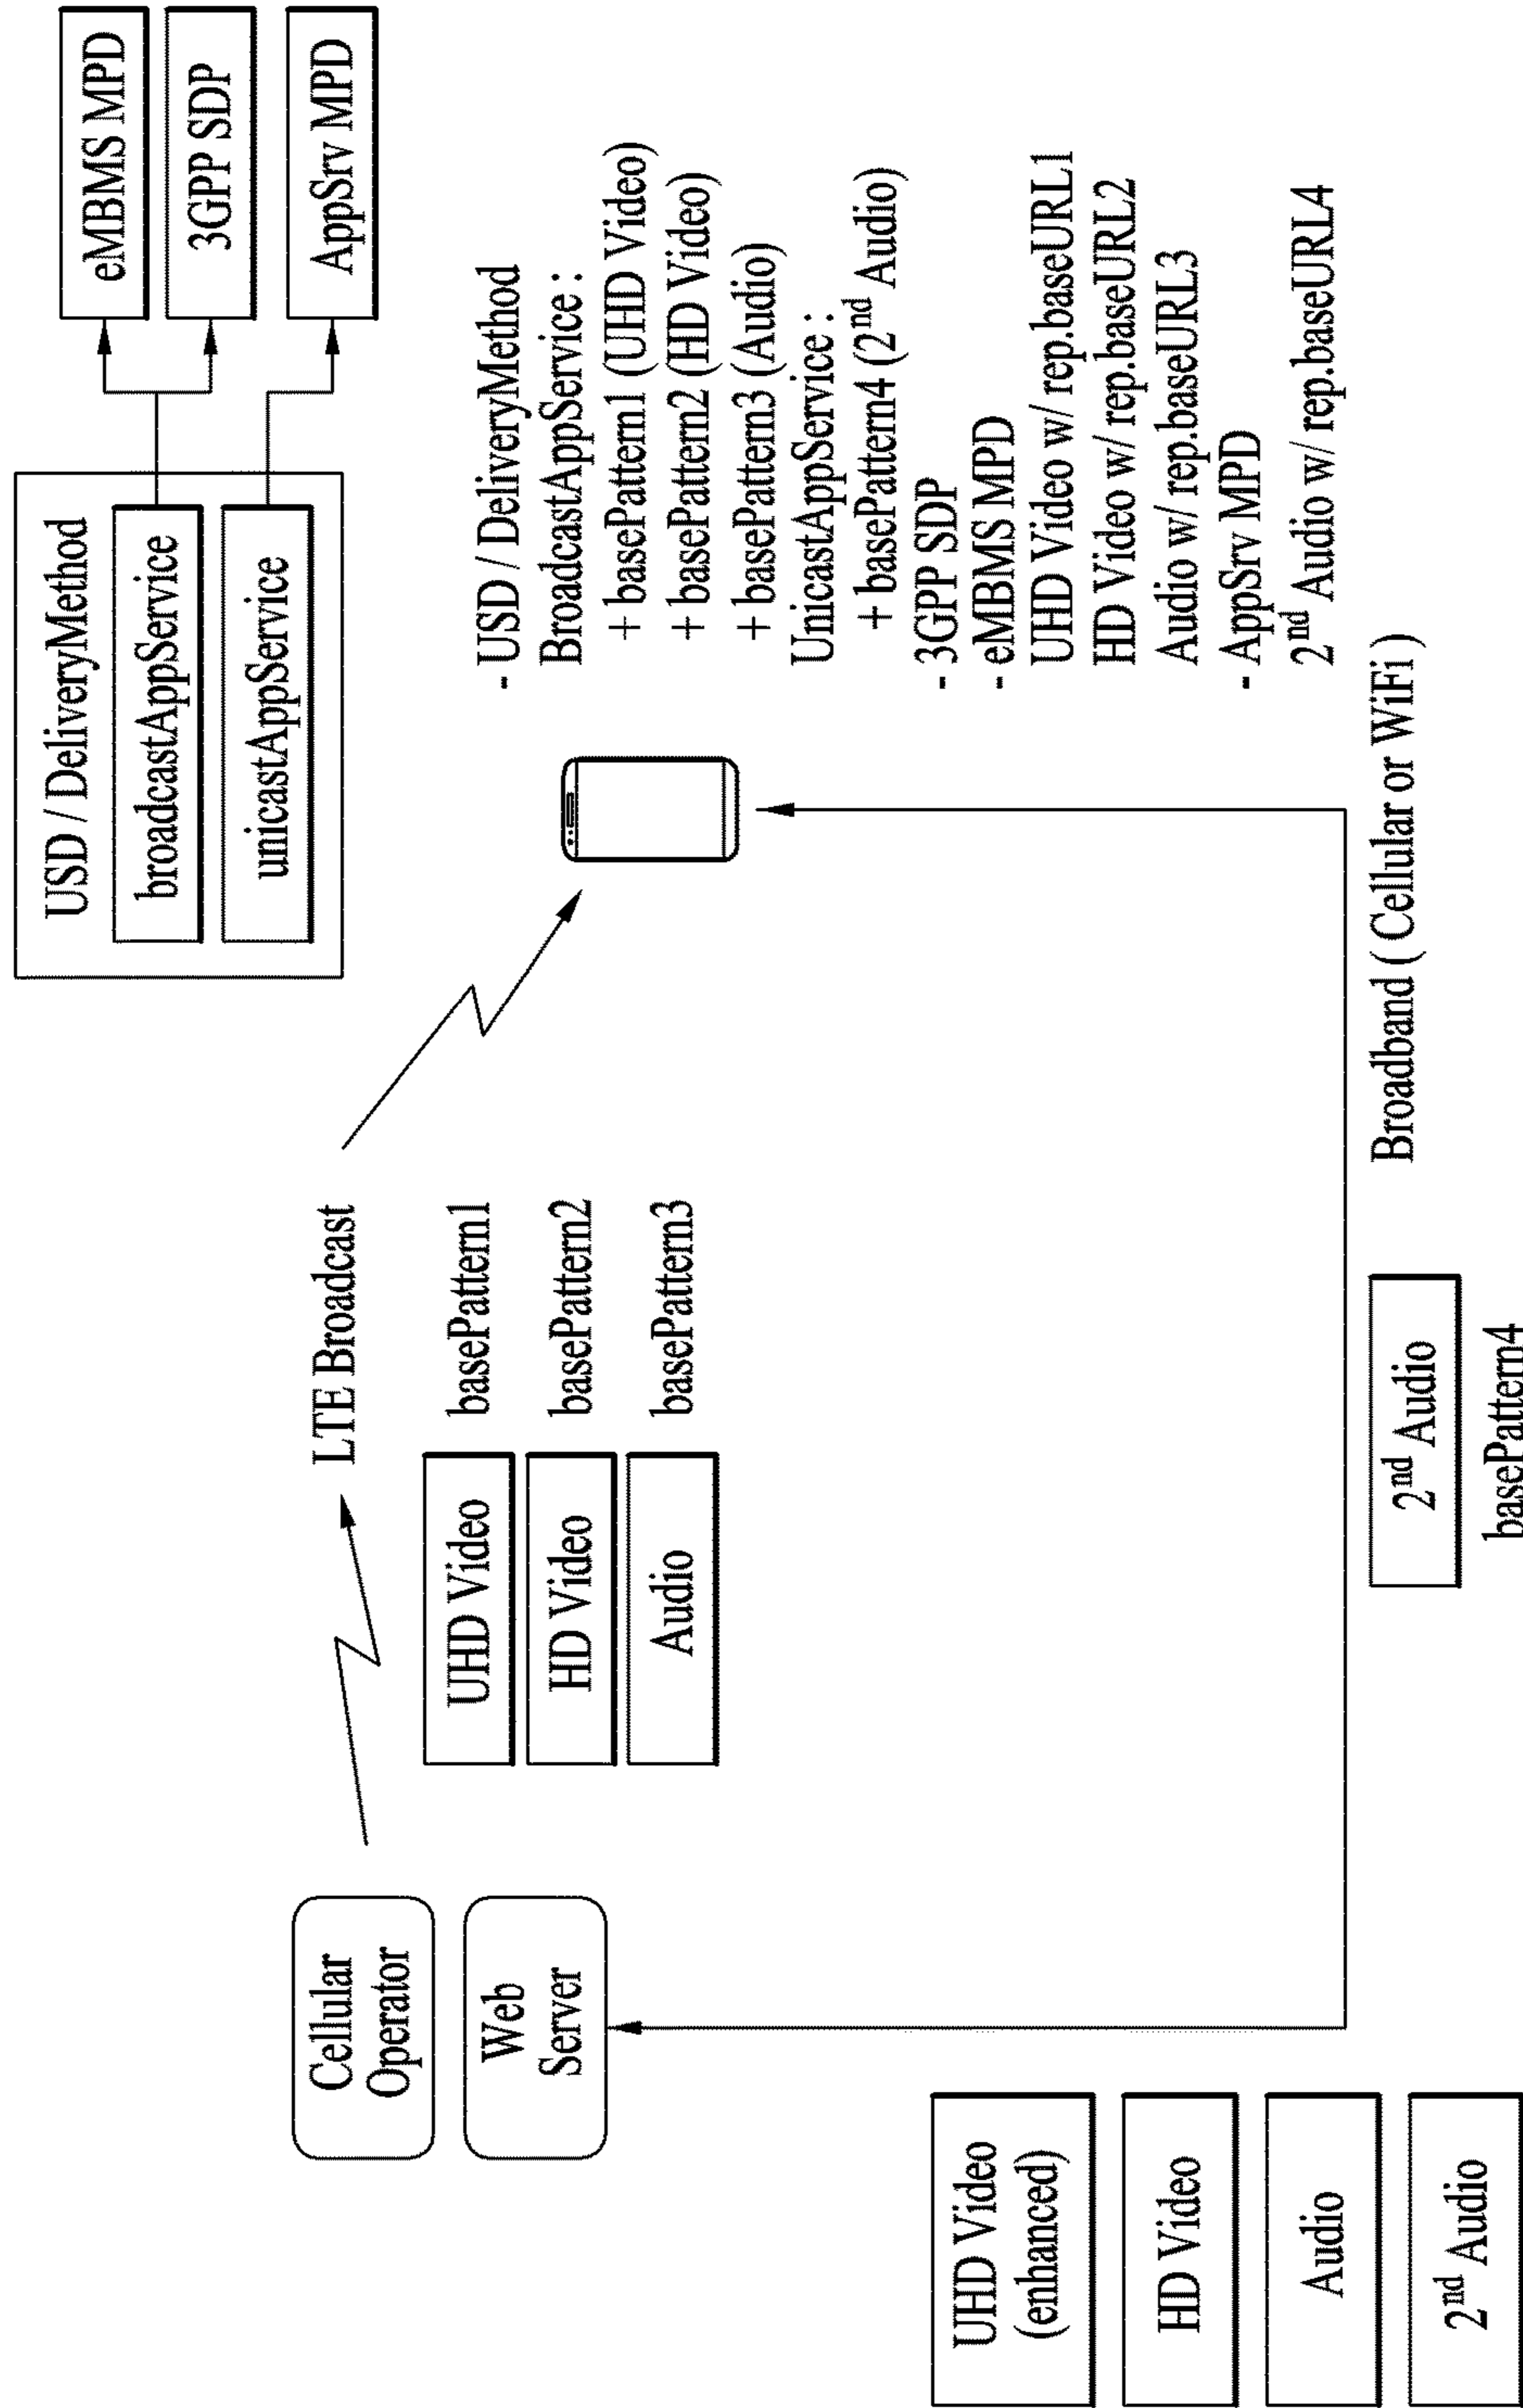 USD / DeliveryMethod
broadcastAppService
unicastAppService
eMBMS MPD
3GPP SDP
AppSrv MPD
Cellular
Operator
Web
Server
LTE Broadcast
UHD Video
basePattern1
HD Video
basePattern2
Audio
basePattern3
- USD / DeliveryMethod
BroadcastAppService :
+ basePattern1 (UHD Video)
+ basePattern2 (HD Video)
+ basePattern3 (Audio)
UnicastAppService :
+ basePattern4 (2nd Audio)
- 3GPP SDP
- eMBMS MPD
UHD Video w/ rep.baseURL1
HD Video w/ rep.baseURL2
Audio w/ rep.baseURL3
- AppSrv MPD
2nd Audio w/ rep.baseURL4
UHD Video
(enhanced)
HD Video
Audio
2nd Audio
Broadband ( Cellular or WiFi )
2nd Audio
basePattern4